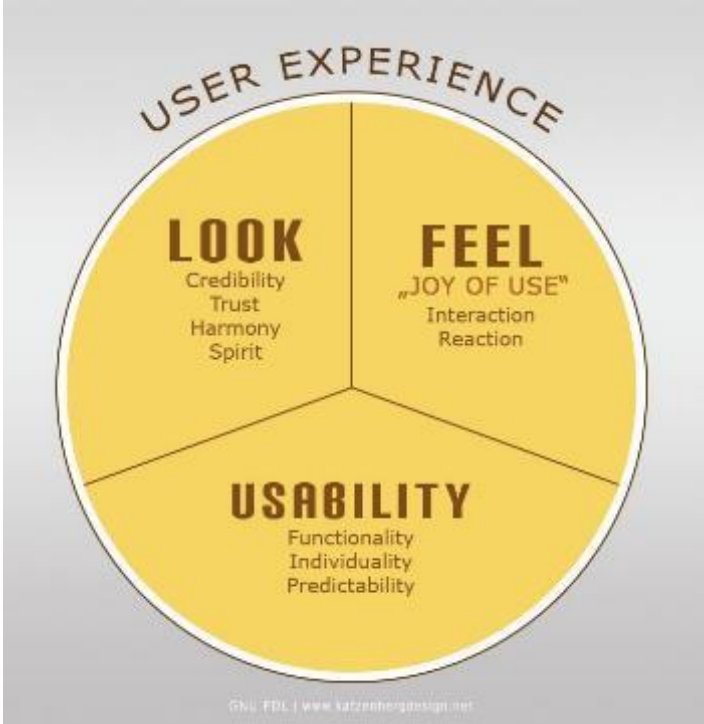 USER EXPERIENCE
LOOK
Credibility
Trust
Harmony
Spirit
FEEL
„JOY OF USE“
Interaction
Reaction
USABILITY
Functionality
Individuality
Predictability
GNU FDL | www.katzenbergdesign.net